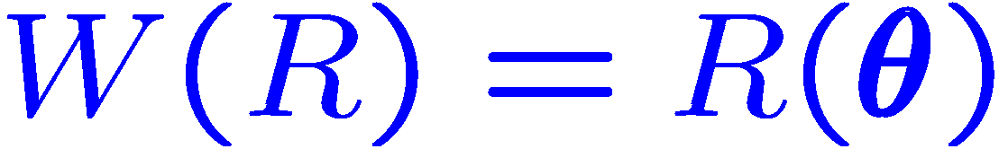 W(R) = R(𝜽)